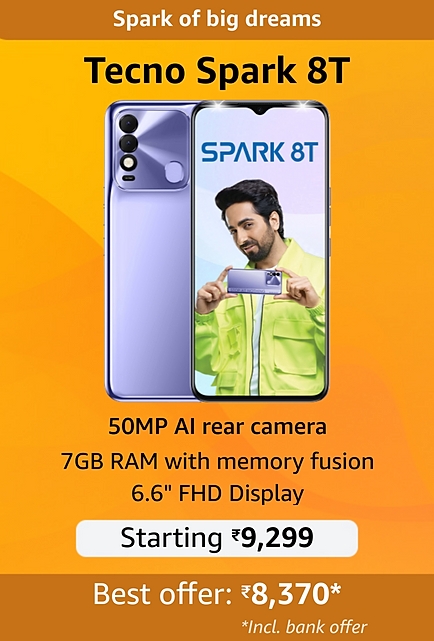 Spark of big dreams
Tecno Spark 8T
SPARK 8T
50MP AI rear camera
7GB RAM with memory fusion
6.6" FHD Display
Starting ₹9,299
Best offer: ₹8,370*
*Incl. bank offer